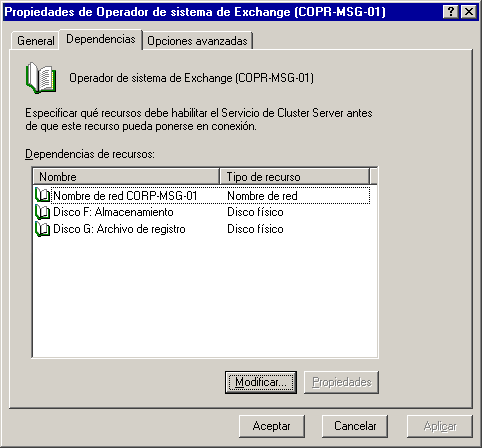 Propiedades de Operador de sistema de Exchange (COPR-MSG-01)
General Dependencias Opciones avanzadas
Operador de sistema de Exchange (COPR-MSG-01)
Especificar qué recursos debe habilitar el Servicio de Cluster Server antes
de que este recurso pueda ponerse en conexión.
Dependencias de recursos:
Nombre Tipo de recurso
Nombre de red CORP-MSG-01 Nombre de red
Disco F: Almacenamiento Disco físico
Disco G: Archivo de registro Disco físico
Modificar... Propiedades
Aceptar Cancelar Aplicar